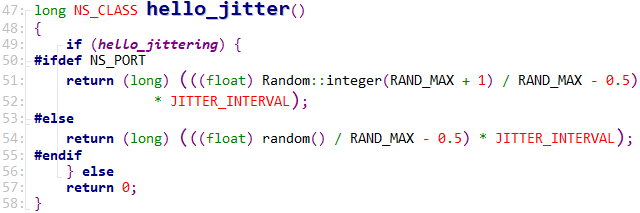 47: long NS_CLASS hello_jitter()
48: {
49: if (hello_jittering) {
50: #ifdef NS_PORT
51: return (long) (((float) Random::integer(RAND_MAX + 1) / RAND_MAX - 0.5)
52: * JITTER_INTERVAL);
53: #else
54: return (long) (((float) random() / RAND_MAX - 0.5) * JITTER_INTERVAL);
55: #endif
56: } else
57: return 0;
58: }